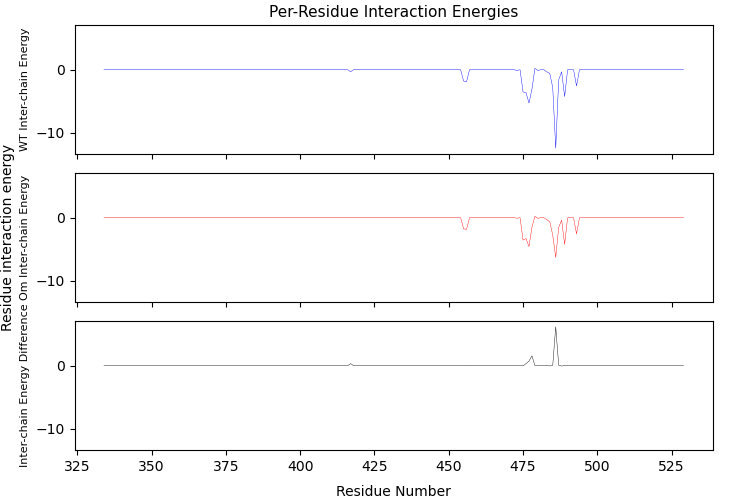 Per-Residue Interaction Energies
WT Inter-chain Energy
0
−10
Residue interaction energy
Om Inter-chain Energy
0
−10
Inter-chain Energy Difference
0
−10
325 350 375 400 425 450 475 500 525
Residue Number